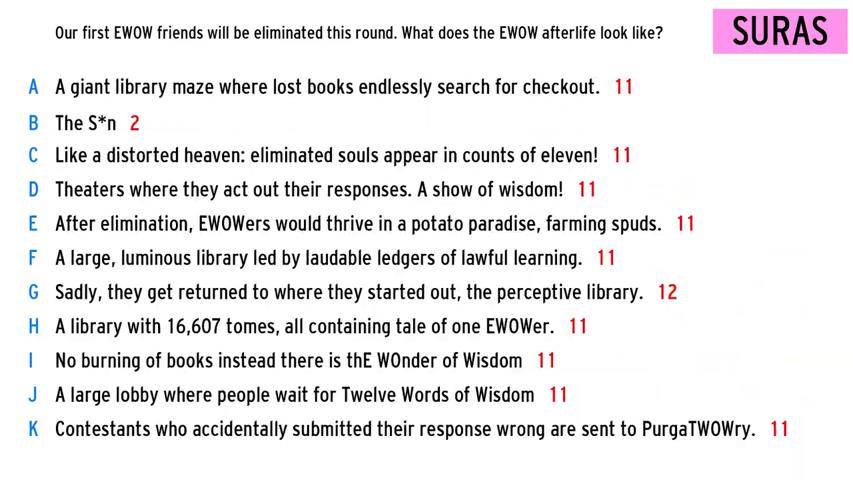 Our first EWOW friends will be eliminated this round. What does the EWOW afterlife look like?
SURAS
A A giant library maze where lost books endlessly search for checkout. 11
B The S*n 2
C Like a distorted heaven: eliminated souls appear in counts of eleven! 11
D Theaters where they act out their responses. A show of wisdom! 11
E After elimination, EWOWers would thrive in a potato paradise, farming spuds. 11
F A large, luminous library led by laudable ledgers of lawful learning. 11
G Sadly, they get returned to where they started out, the perceptive library. 12
H A library with 16,607 tomes, all containing tale of one EWOWer. 11
I No burning of books instead there is thE WOnder of Wisdom 11
J A large lobby where people wait for Twelve Words of Wisdom 11
K Contestants who accidentally submitted their response wrong are sent to PurgaTWOWry. 11